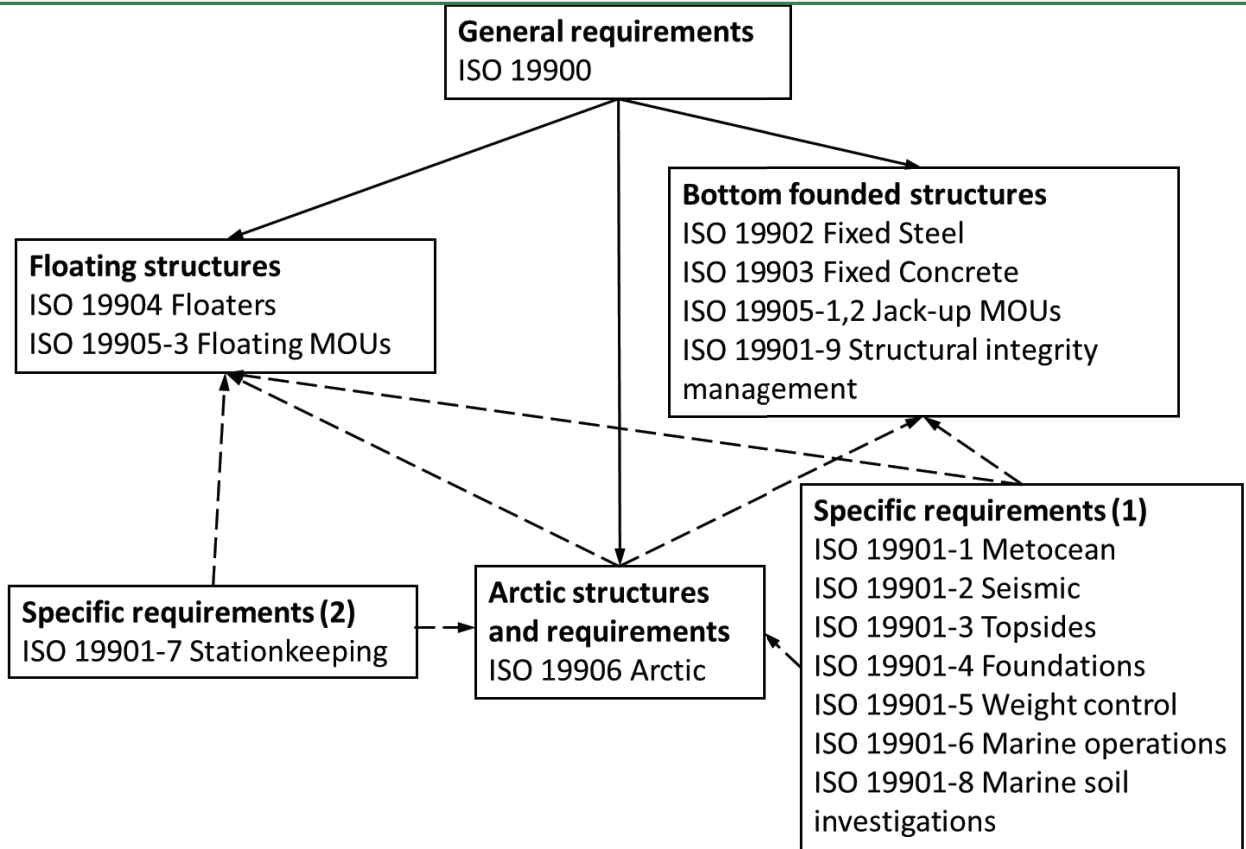 General requirements
ISO 19900
Bottom founded structures
ISO 19902 Fixed Steel
ISO 19903 Fixed Concrete
ISO 19905-1,2 Jack-up MOUs
ISO 19901-9 Structural integrity
management
Floating structures
ISO 19904 Floaters
ISO 19905-3 Floating MOUs
Specific requirements (1)
ISO 19901-1 Metocean
ISO 19901-2 Seismic
ISO 19901-3 Topsides
ISO 19901-4 Foundations
ISO 19901-5 Weight control
ISO 19901-6 Marine operations
ISO 19901-8 Marine soil
investigations
Arctic structures
and requirements
ISO 19906 Arctic
Specific requirements (2)
ISO 19901-7 Stationkeeping